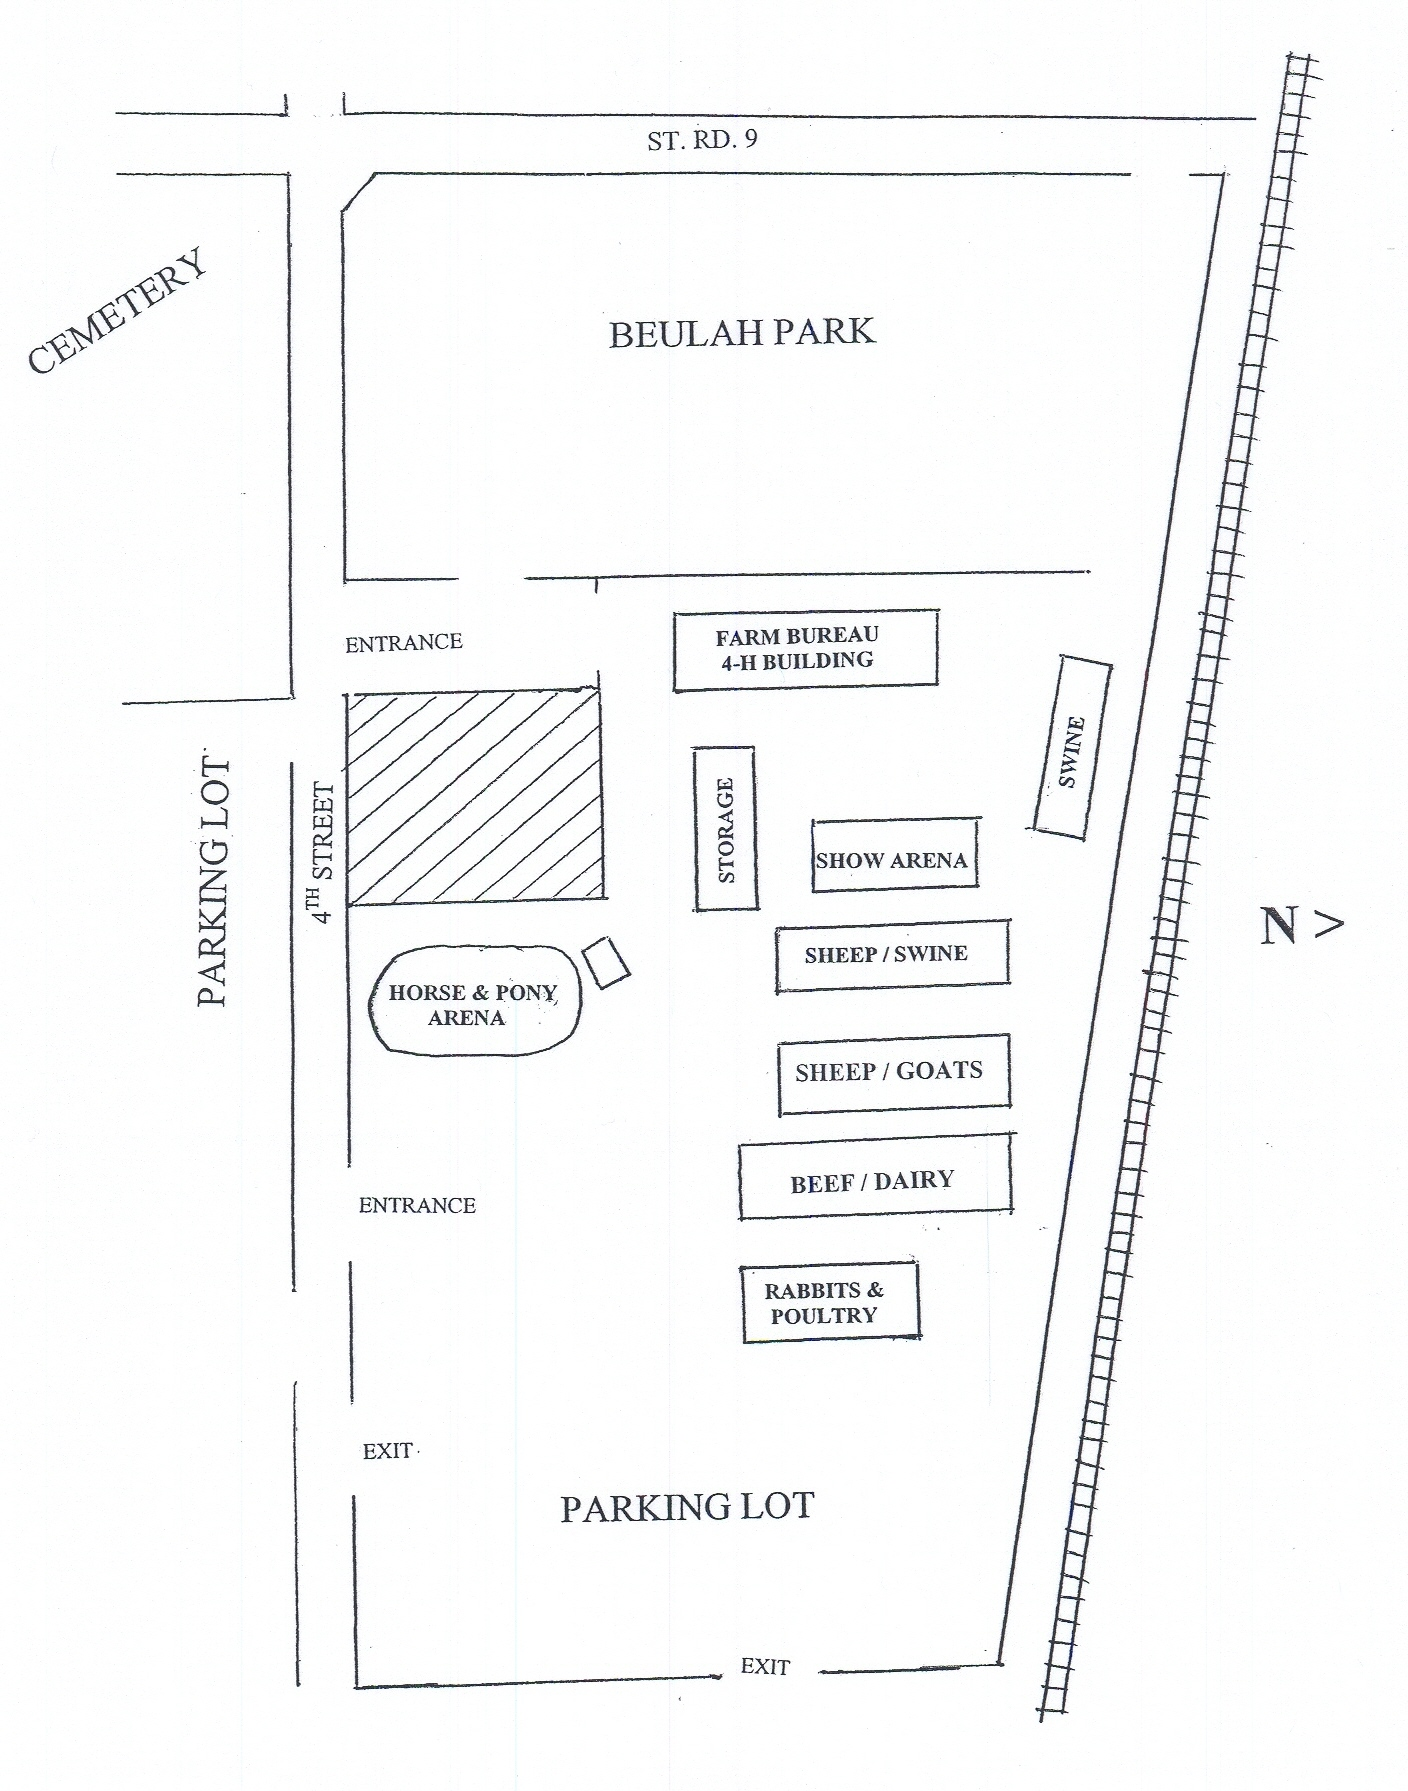 ST. RD. 9
CEMETERY
BEULAH PARK
ENTRANCE
FARM BUREAU
4-H BUILDING
SWINE
PARKING LOT
4TH STREET
STORAGE
SHOW ARENA
N >
SHEEP / SWINE
HORSE & PONY
ARENA
SHEEP / GOATS
BEEF / DAIRY
ENTRANCE
RABBITS &
POULTRY
EXIT
PARKING LOT
EXIT